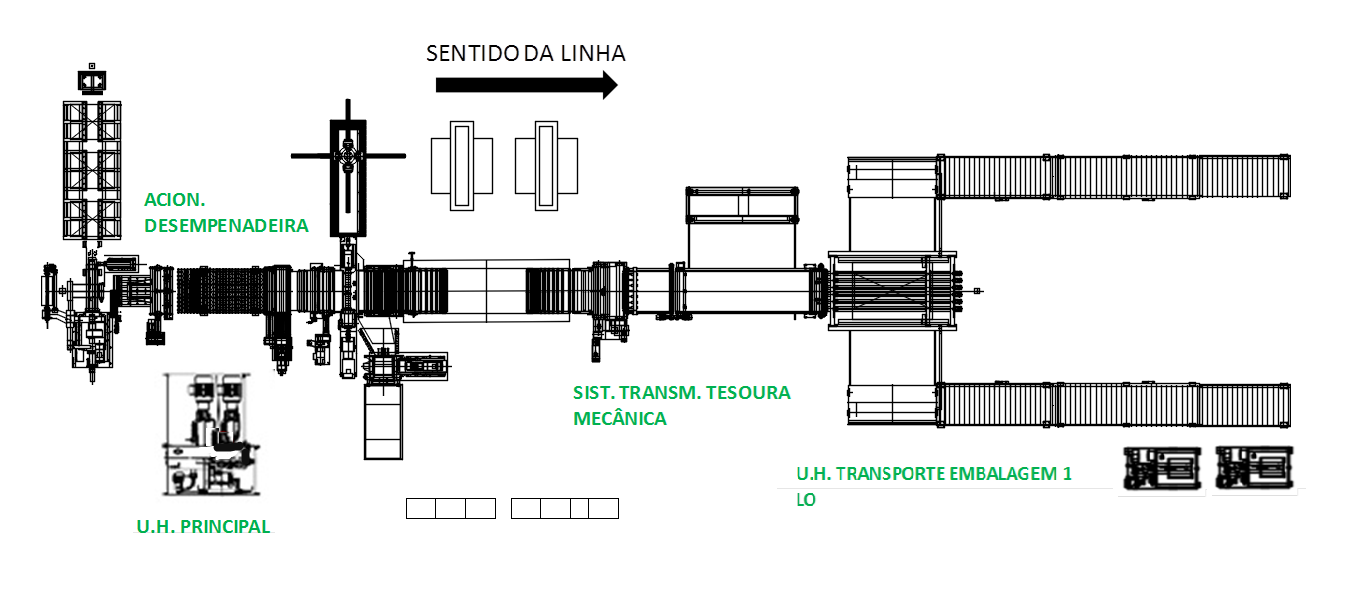 SENTIDO DA LINHA
ACION.
DESEMPENADEIRA
SIST. TRANSM. TESOURA
MECÂNICA
U.H. TRANSPORTE EMBALAGEM 1
LO
U.H. PRINCIPAL